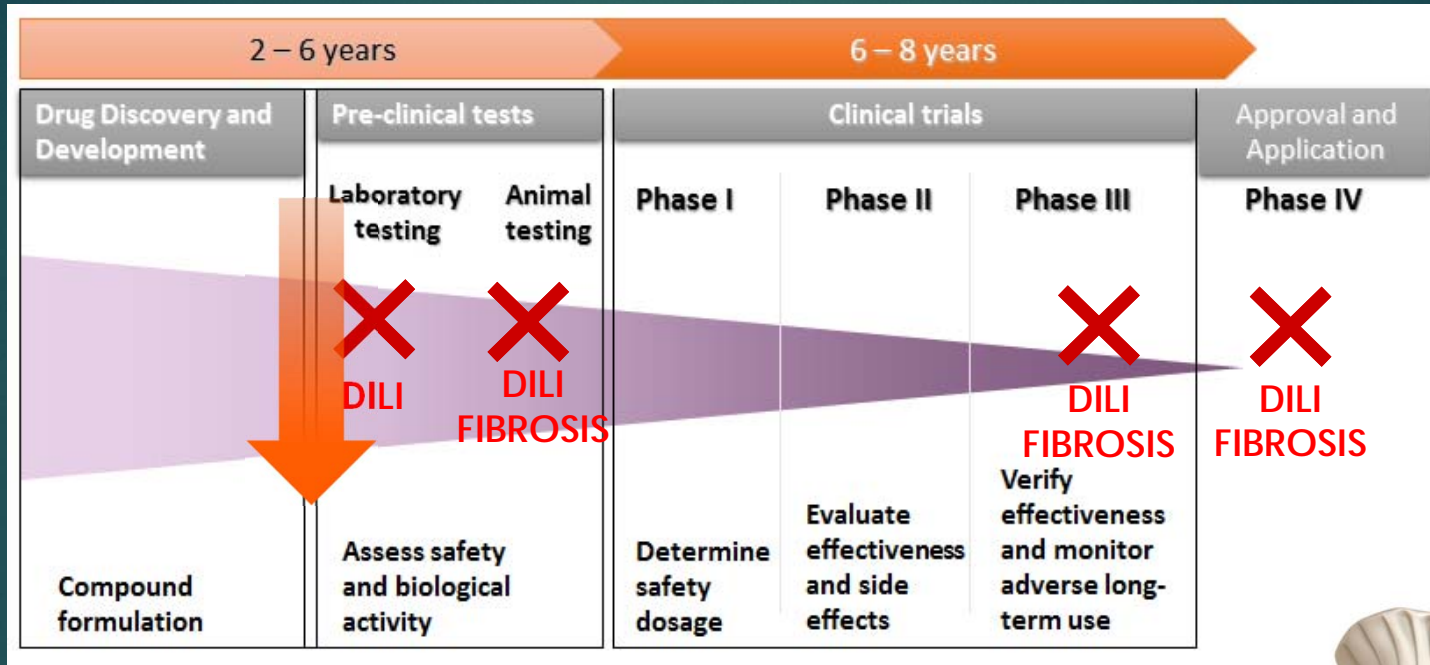 2 – 6 years
6 – 8 years
Drug Discovery and
Development
Pre-clinical tests
Clinical trials
Approval and
Application
Laboratory
testing
Animal
testing
Phase I
Phase II
Phase III
Phase IV
DILI
DILI
FIBROSIS
DILI
FIBROSIS
DILI
FIBROSIS
Compound
formulation
Assess safety
and biological
activity
Determine
safety
dosage
Evaluate
effectiveness
and side
effects
Verify
effectiveness
and monitor
adverse long-
term use